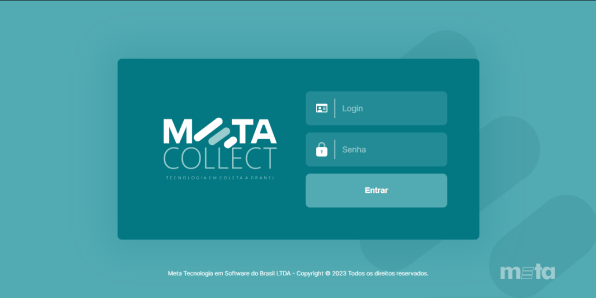 META
COLLECT
TECNOLOGIA EM COLETA A GRANEL
Login
Senha
Entrar
Meta Tecnologia em Software do Brasil LTDA - Copyright © 2023 Todos os direitos reservados.
meta